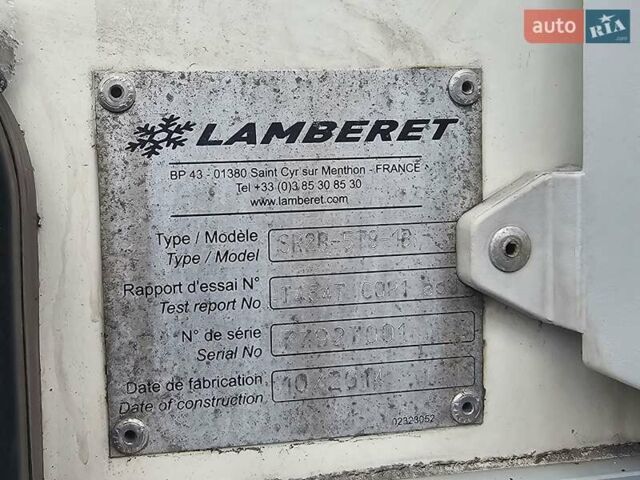 auto RIA
.com
LAMBERET
BP 43 - 01380 Saint Cyr sur Menthon - FRANCE
Tel +33 (0)3 85 30 85 30
www.lamberet.com
Type / Modèle
Type / Model
Rapport d'essai N°
Test report No
N° de série
Serial No
Date de fabrication
Date of construction
02328052